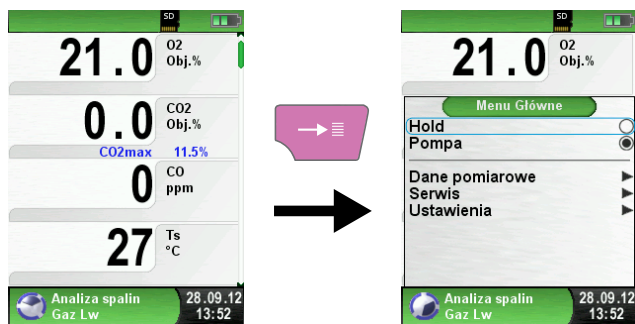 SD
21.0 O2
Obj.%
0.0 CO2
Obj.%
CO2max 11.5%
0 CO
ppm
27 Ts
°C
Analiza spalin 28.09.12
Gaz Lw 13:52
SD
21.0 O2
Obj.%
Menu Główne
Hold
Pompa
Dane pomiarowe
Serwis
Ustawienia
Analiza spalin 28.09.12
Gaz Lw 13:52